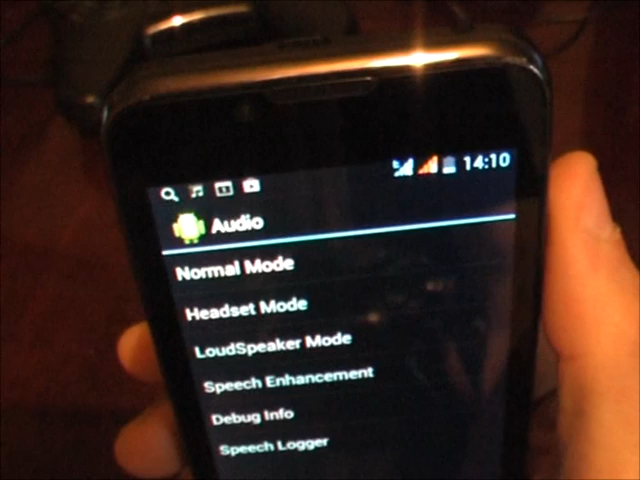 14:10
Audio
Normal Mode
Headset Mode
LoudSpeaker Mode
Speech Enhancement
Debug Info
Speech Logger